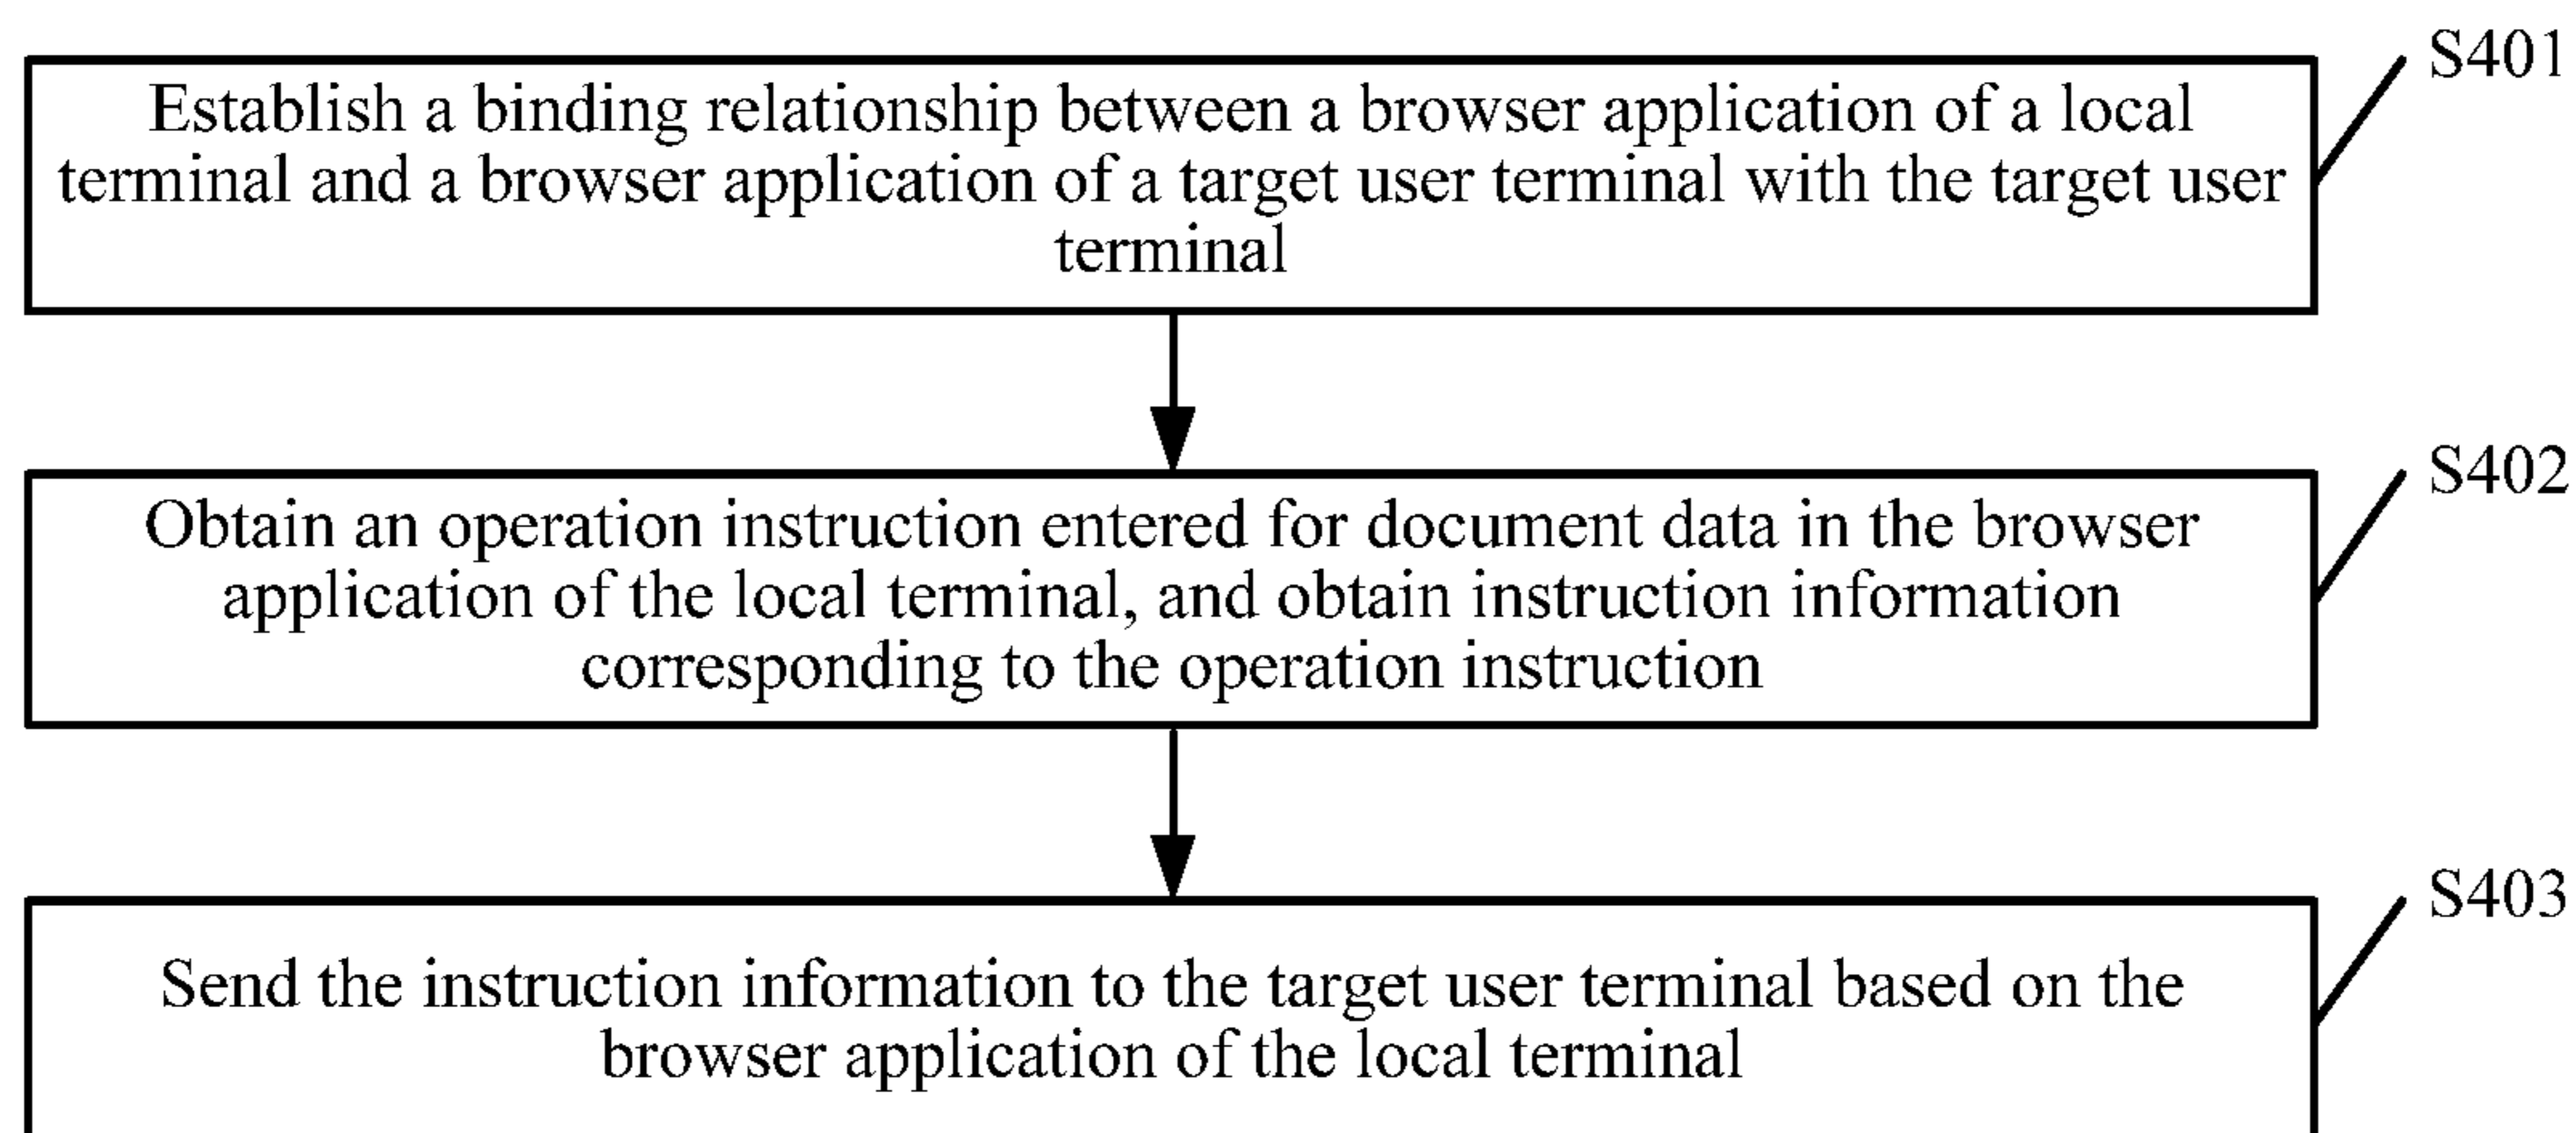 S401
Establish a binding relationship between a browser application of a local
terminal and a browser application of a target user terminal with the target user
terminal
S402
Obtain an operation instruction entered for document data in the browser
application of the local terminal, and obtain instruction information
corresponding to the operation instruction
S403
Send the instruction information to the target user terminal based on the
browser application of the local terminal